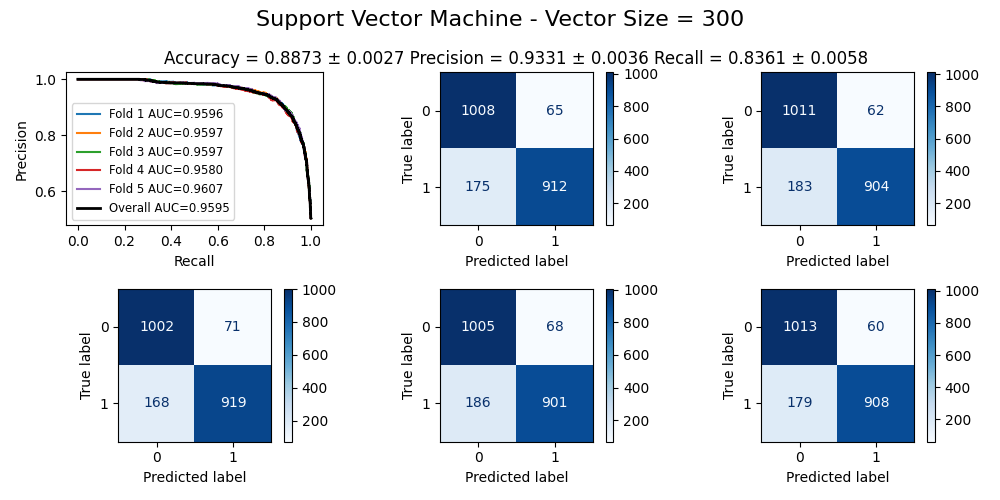 Support Vector Machine - Vector Size = 300
Accuracy = 0.8873 ± 0.0027 Precision = 0.9331 ± 0.0036 Recall = 0.8361 ± 0.0058
Precision
1.0
0.8
0.6
Fold 1 AUC=0.9596
Fold 2 AUC=0.9597
Fold 3 AUC=0.9597
Fold 4 AUC=0.9580
Fold 5 AUC=0.9607
Overall AUC=0.9595
0.0 0.2 0.4 0.6 0.8 1.0
Recall
True label
0 1008 65
1 175 912
0 1
Predicted label
1000
800
600
400
200
True label
0 1011 62
1 183 904
0 1
Predicted label
1000
800
600
400
200
True label
0 1002 71
1 168 919
0 1
Predicted label
1000
800
600
400
200
True label
0 1005 68
1 186 901
0 1
Predicted label
1000
800
600
400
200
True label
0 1013 60
1 179 908
0 1
Predicted label
1000
800
600
400
200